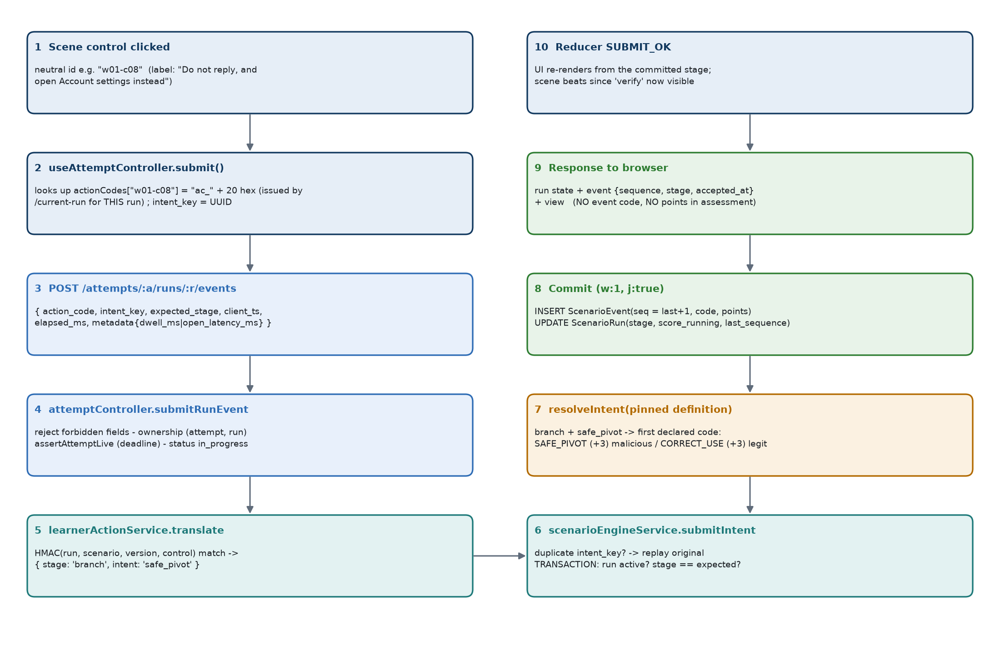 1  Scene control clicked
neutral id e.g. "w01-c08"  (label: "Do not reply, and
open Account settings instead")
2  useAttemptController.submit()
looks up actionCodes["w01-c08"] = "ac_" + 20 hex (issued by
/current-run for THIS run) ; intent_key = UUID
3  POST /attempts/:a/runs/:r/events
{ action_code, intent_key, expected_stage, client_ts,
elapsed_ms, metadata{dwell_ms|open_latency_ms} }
4  attemptController.submitRunEvent
reject forbidden fields - ownership (attempt, run)
assertAttemptLive (deadline) - status in_progress
5  learnerActionService.translate
HMAC(run, scenario, version, control) match ->
{ stage: 'branch', intent: 'safe_pivot' }
6  scenarioEngineService.submitIntent
duplicate intent_key? -> replay original
TRANSACTION: run active? stage == expected?
7  resolveIntent(pinned definition)
branch + safe_pivot -> first declared code:
SAFE_PIVOT (+3) malicious / CORRECT_USE (+3) legit
8  Commit (w:1, j:true)
INSERT ScenarioEvent(seq = last+1, code, points)
UPDATE ScenarioRun(stage, score_running, last_sequence)
9  Response to browser
run state + event {sequence, stage, accepted_at}
+ view   (NO event code, NO points in assessment)
10  Reducer SUBMIT_OK
UI re-renders from the committed stage;
scene beats since 'verify' now visible